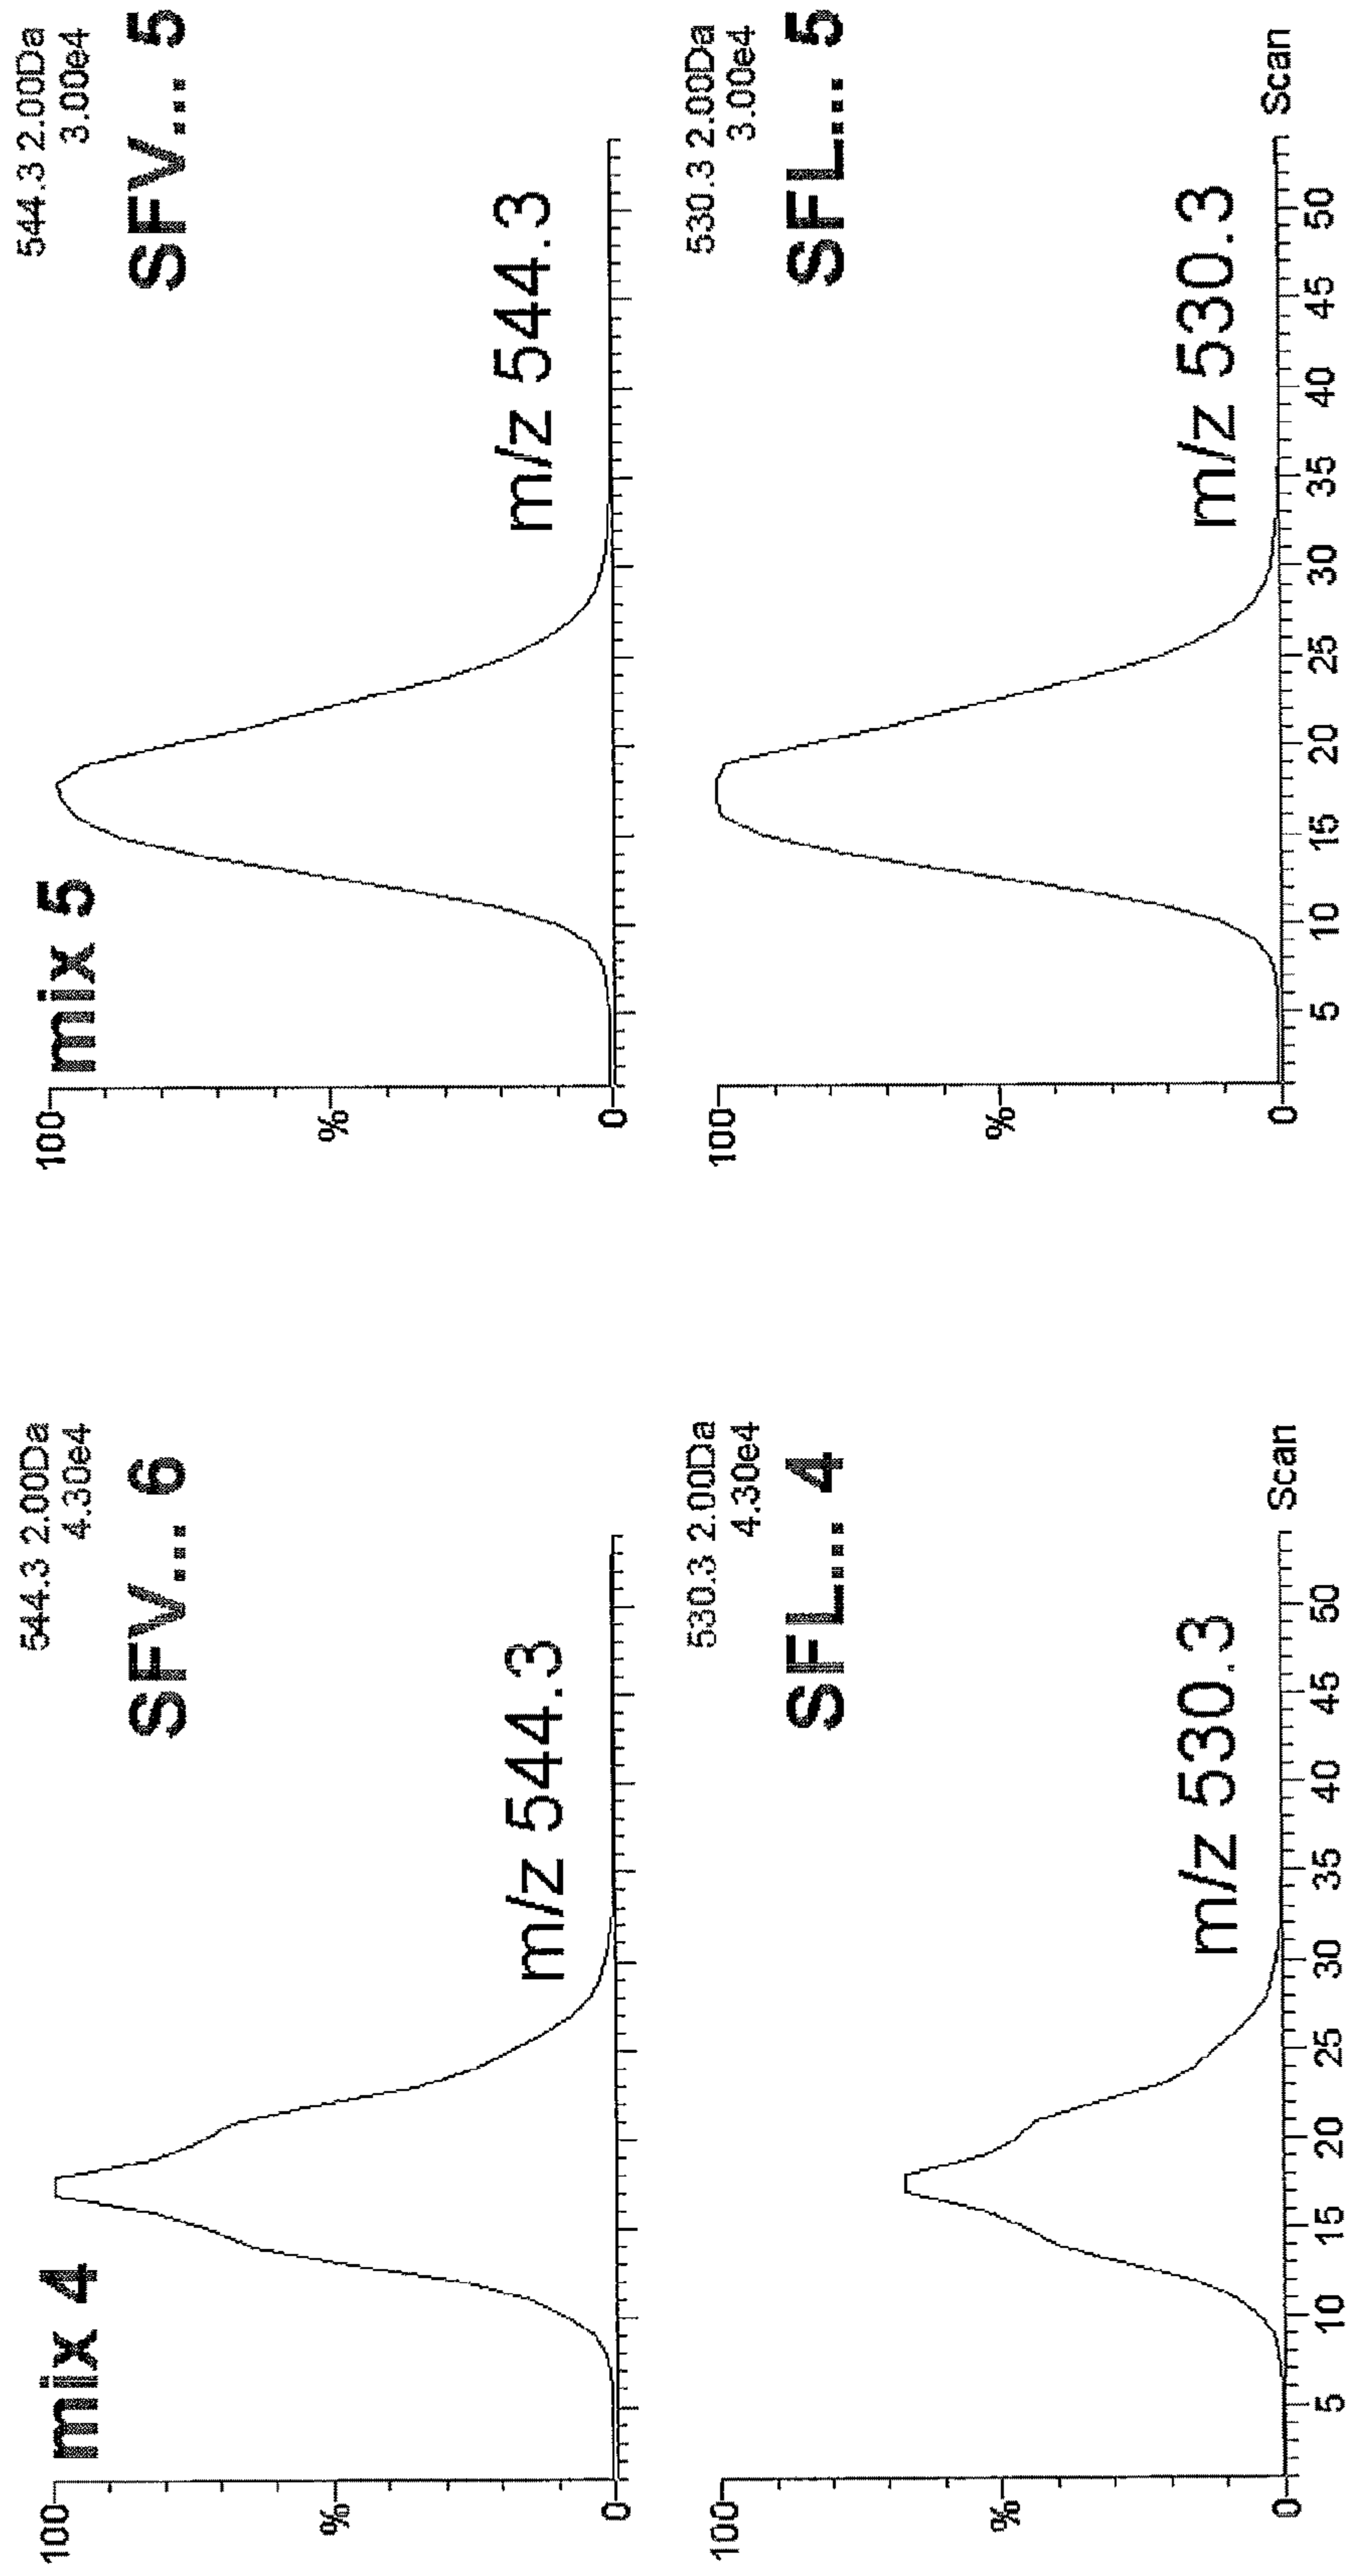 544.3 2.00Da
4.30e4
mix 4
SFV... 6
100
%
0
m/z 544.3
530.3 2.00Da
4.30e4
SFL... 4
100
%
0
m/z 530.3
5 10 15 20 25 30 35 40 45 50 Scan
544.3 2.00Da
3.00e4
mix 5
SFV... 5
100
%
0
m/z 544.3
530.3 2.00Da
3.00e4
SFL... 5
100
%
0
m/z 530.3
5 10 15 20 25 30 35 40 45 50 Scan